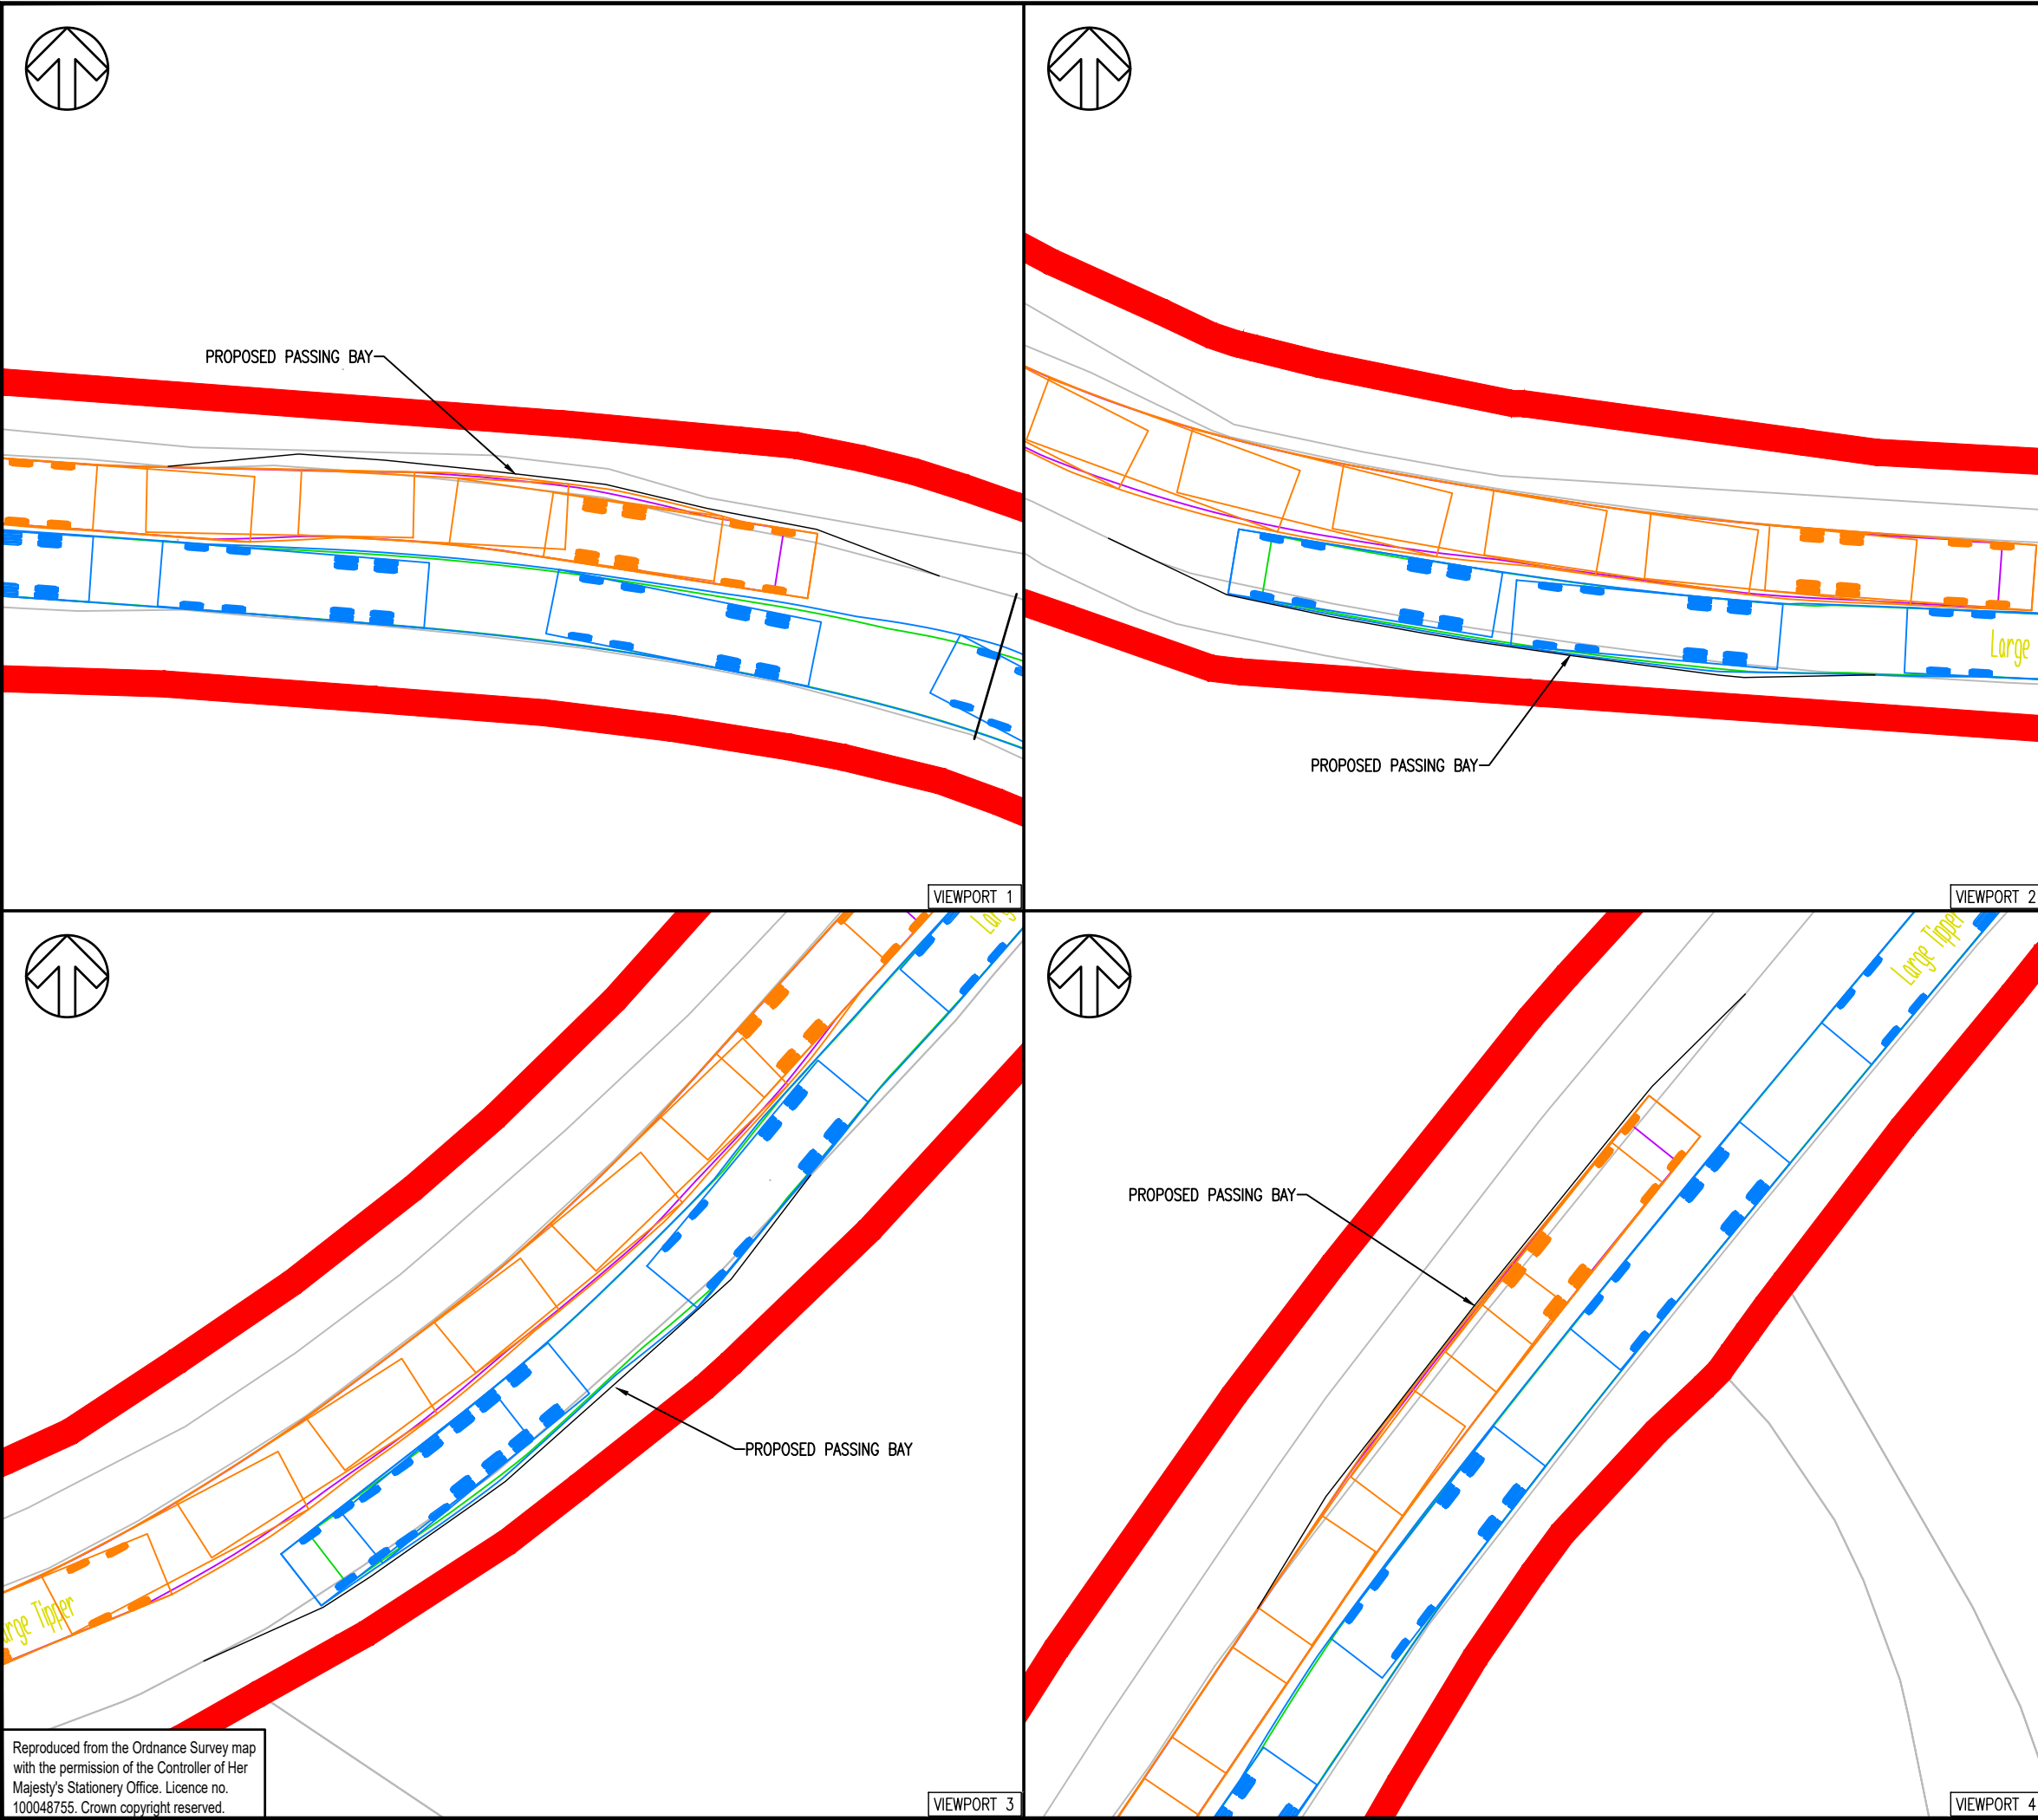 PROPOSED PASSING BAY
VIEWPORT 1
PROPOSED PASSING BAY
Large
VIEWPORT 2
PROPOSED PASSING BAY
Tipper
Reproduced from the Ordnance Survey map
with the permission of the Controller of Her
Majesty's Stationery Office. Licence no.
100048755. Crown copyright reserved.
VIEWPORT 3
Large Tipper
PROPOSED PASSING BAY
VIEWPORT 4